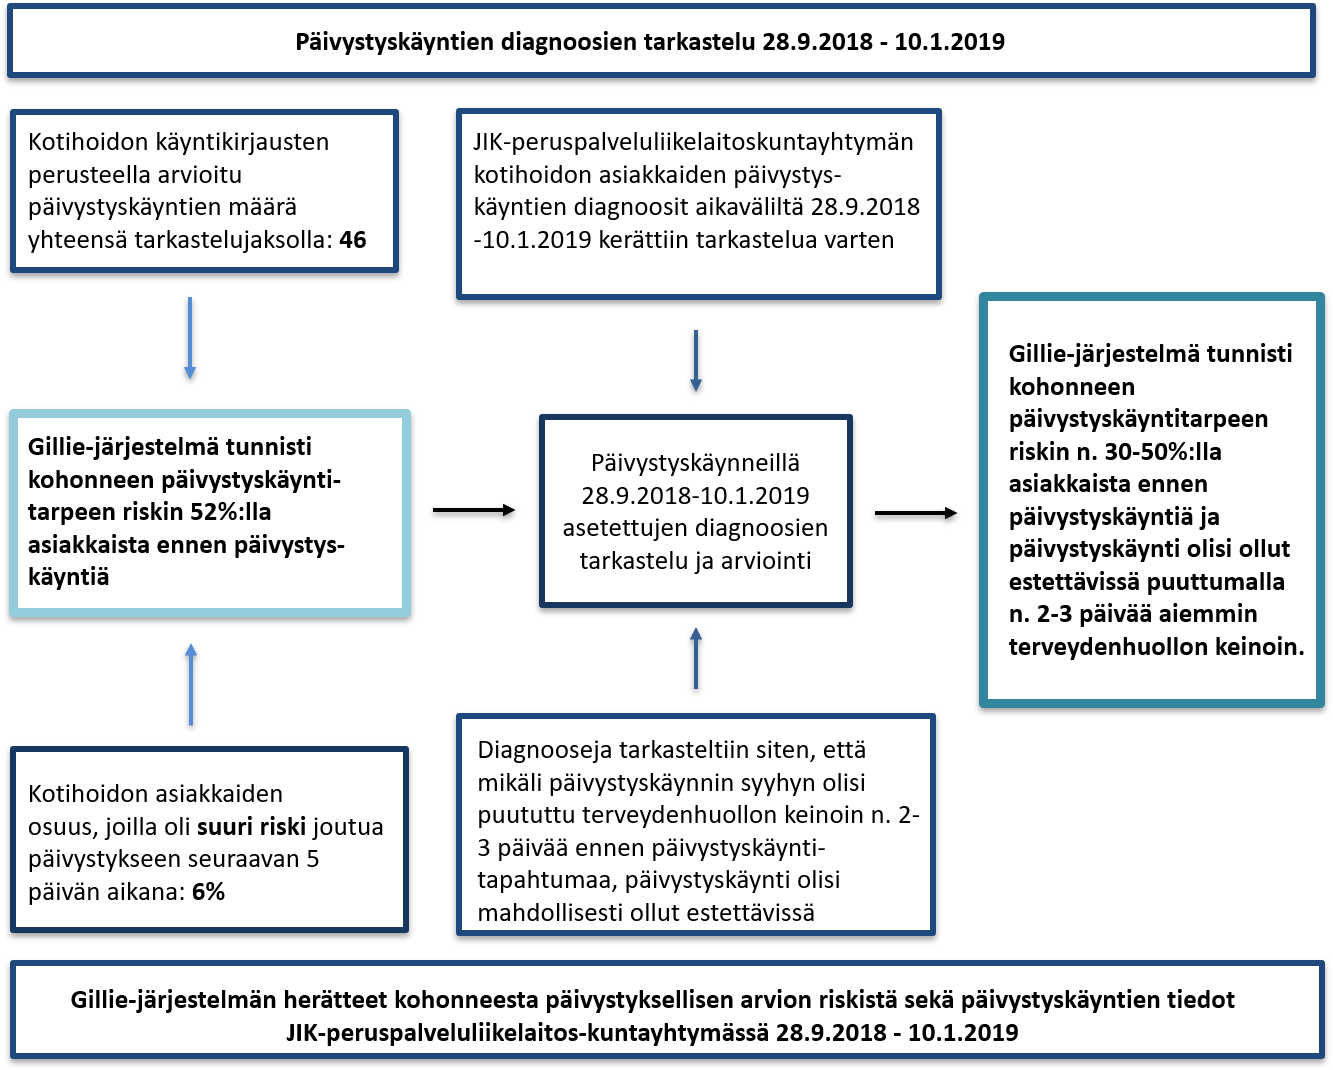 Päivystyskäyntien diagnoosien tarkastelu 28.9.2018 - 10.1.2019
Kotihoidon käyntikirjausten
perusteella arvioitu
päivystyskäyntien määrä
yhteensä tarkastelujaksolla: 46
JIK-peruspalveluliikelaitoskuntayhtymän
kotihoidon asiakkaiden päivystys-
käyntien diagnoosit aikaväliltä 28.9.2018
-10.1.2019 kerättiin tarkastelua varten
Gillie-järjestelmä tunnisti
kohonneen päivystyskäynti-
tarpeen riskin 52%:lla
asiakkaista ennen päivystys-
käyntiä
Päivystyskäynneillä
28.9.2018-10.1.2019
asetettujen diagnoosien
tarkastelu ja arviointi
Gillie-järjestelmä tunnisti
kohonneen
päivystyskäyntitarpeen
riskin n. 30-50%:lla
asiakkaista ennen
päivystyskäyntiä ja
päivystyskäynti olisi ollut
estettävissä puuttumalla
n. 2-3 päivää aiemmin
terveydenhuollon keinoin.
Kotihoidon asiakkaiden
osuus, joilla oli suuri riski joutua
päivystykseen seuraavan 5
päivän aikana: 6%
Diagnooseja tarkasteltiin siten, että
mikäli päivystyskäynnin syyhyn olisi
puututtu terveydenhuollon keinoin n. 2-
3 päivää ennen päivystyskäynti-
tapahtumaa, päivystyskäynti olisi
mahdollisesti ollut estettävissä
Gillie-järjestelmän herätteet kohonneesta päivystyksellisen arvion riskistä sekä päivystyskäyntien tiedot
JIK-peruspalveluliikelaitos-kuntayhtymässä 28.9.2018 - 10.1.2019